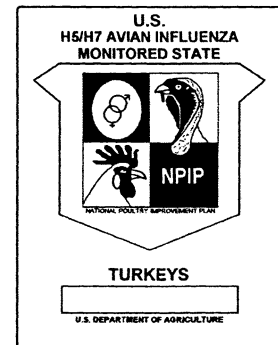 U.S.
H5/H7 AVIAN INFLUENZA
MONITORED STATE
NPIP
NATIONAL POULTRY IMPROVEMENT PLAN
TURKEYS
U.S. DEPARTMENT OF AGRICULTURE